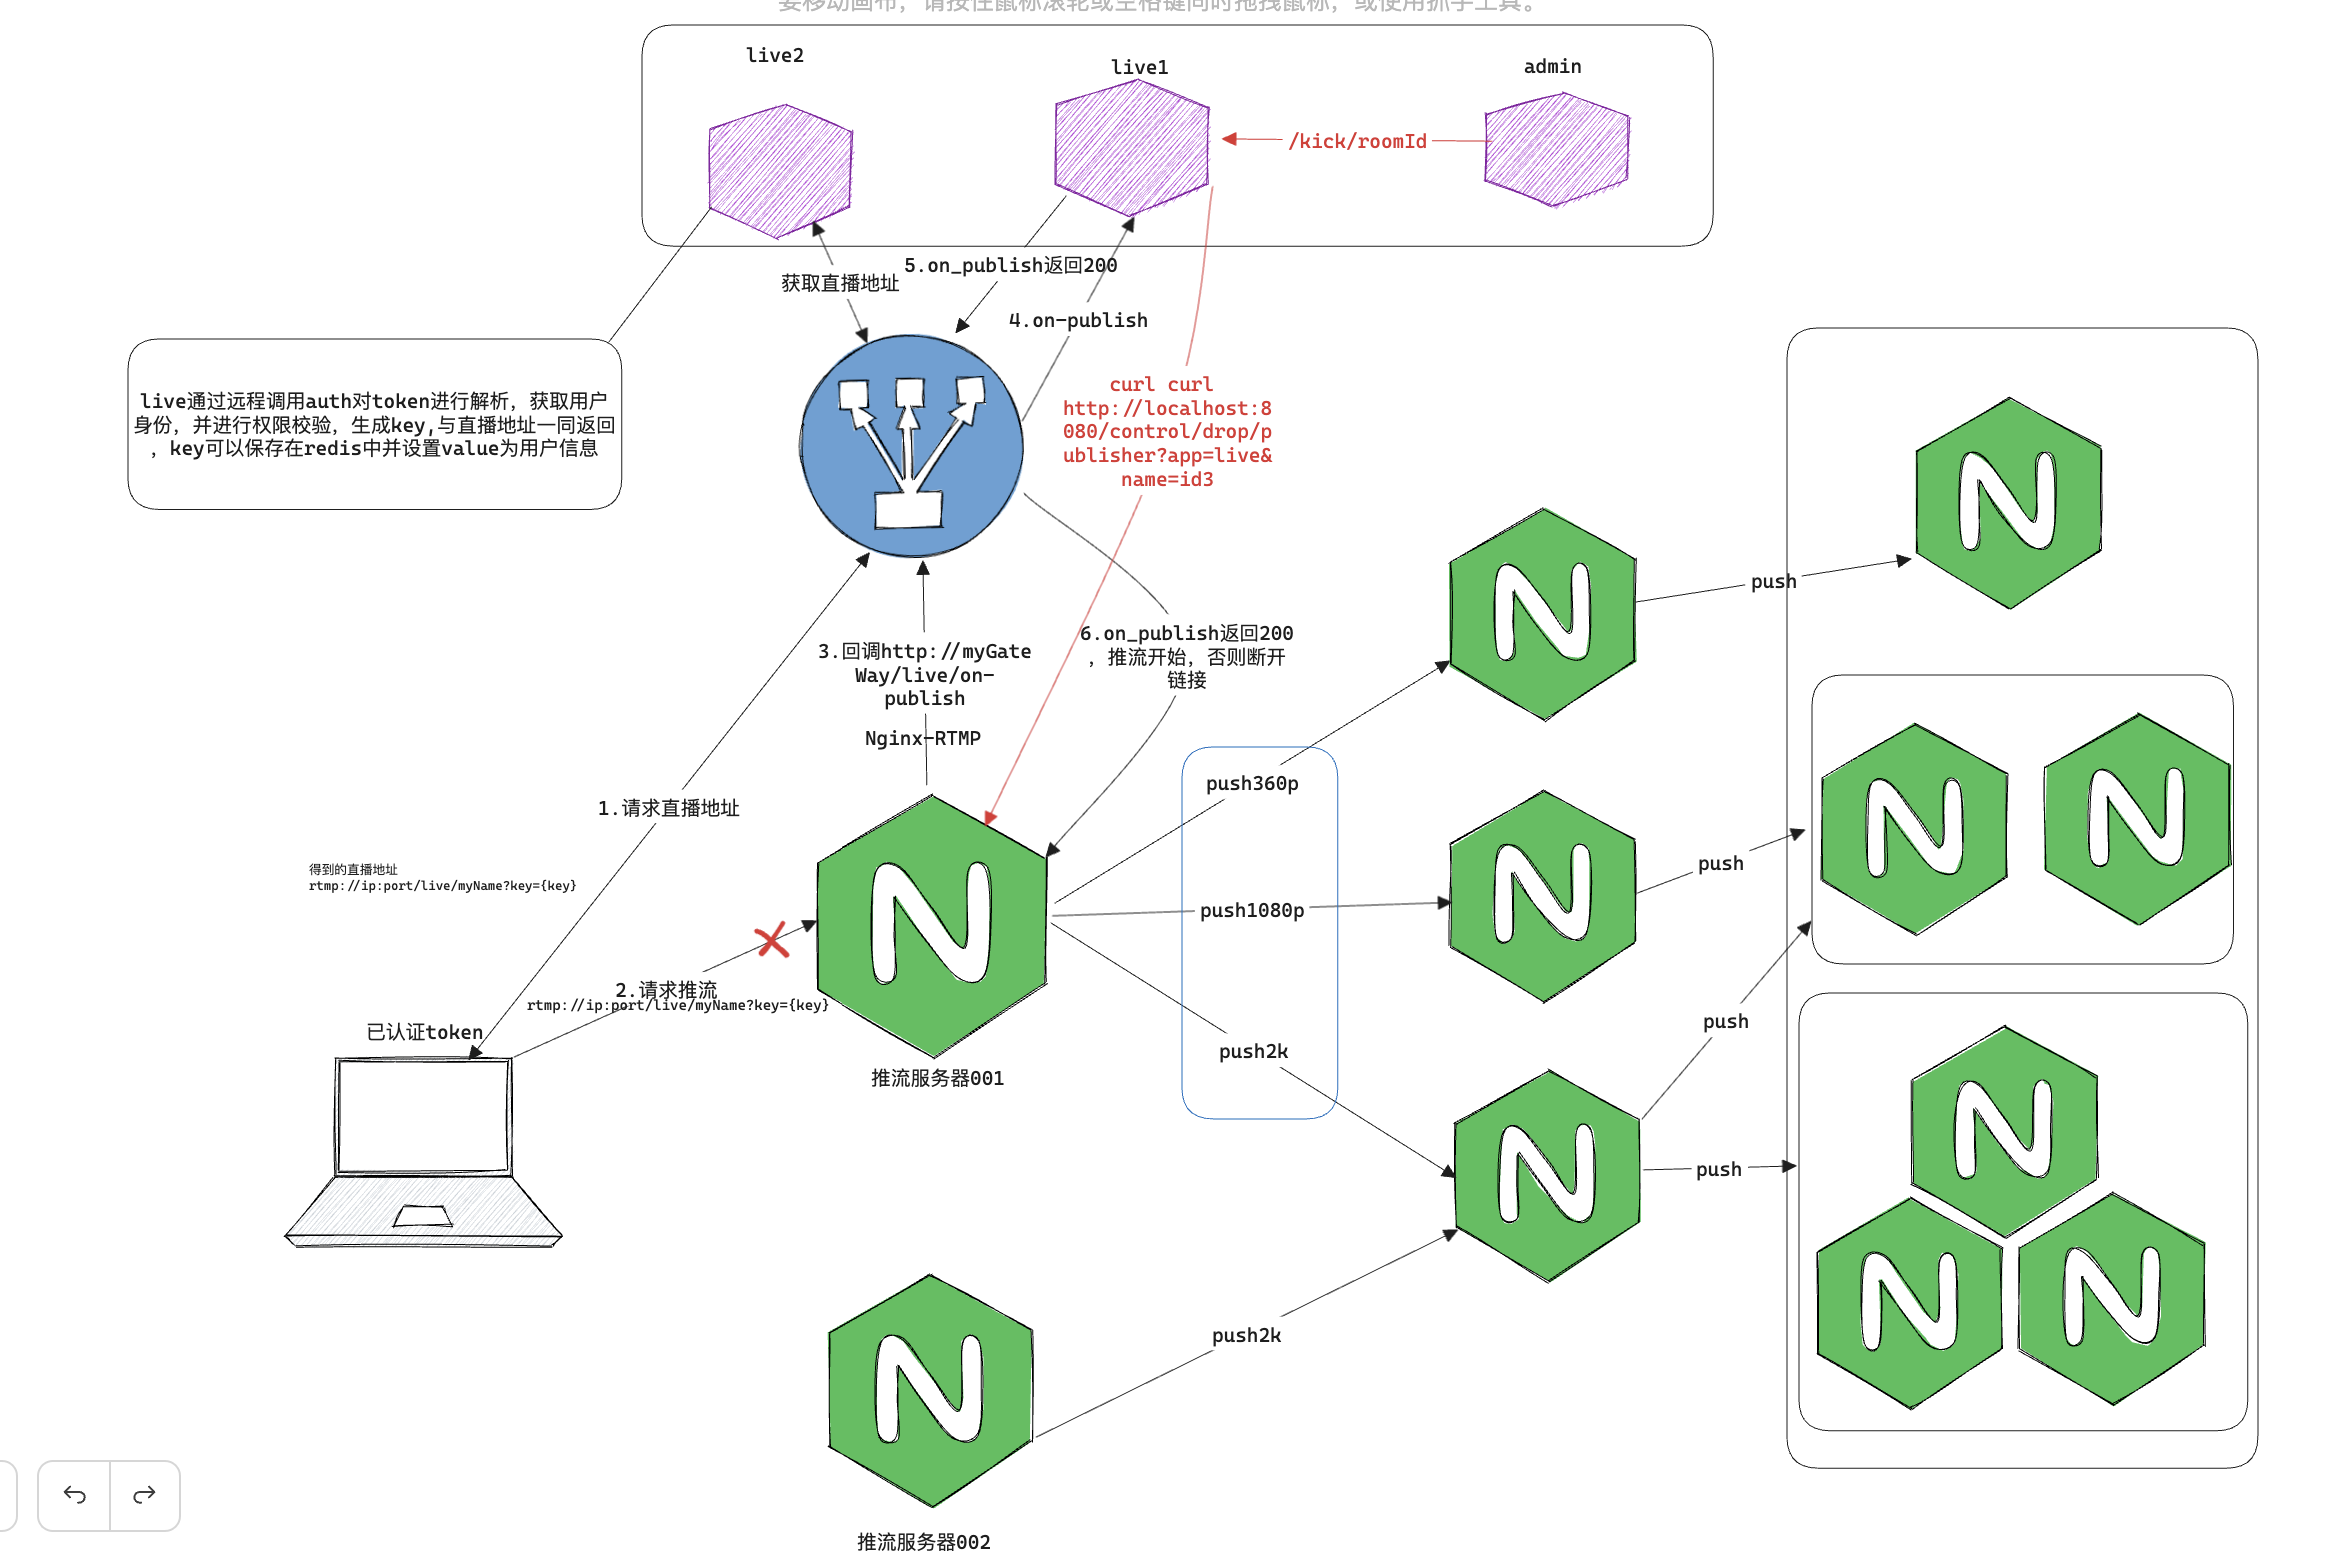 要移动画布，请按住鼠标滚轮或空格键同时拖拽鼠标，或使用抓手工具。
live2
live1
admin
/kick/roomId
5.on_publish返回200
获取直播地址
4.on-publish
live通过远程调用auth对token进行解析，获取用户
身份，并进行权限校验，生成key,与直播地址一同返回
，key可以保存在redis中并设置value为用户信息
curl curl
http://localhost:8
080/control/drop/p
ublisher?app=live&
name=id3
push
3.回调http://myGate
Way/live/on-
publish
6.on_publish返回200
，推流开始，否则断开
链接
Nginx-RTMP
push360p
1.请求直播地址
得到的直播地址
rtmp://ip:port/live/myName?key={key}
push1080p
push
2.请求推流
rtmp://ip:port/live/myName?key={key}
已认证token
push2k
push
推流服务器001
push
push2k
推流服务器002